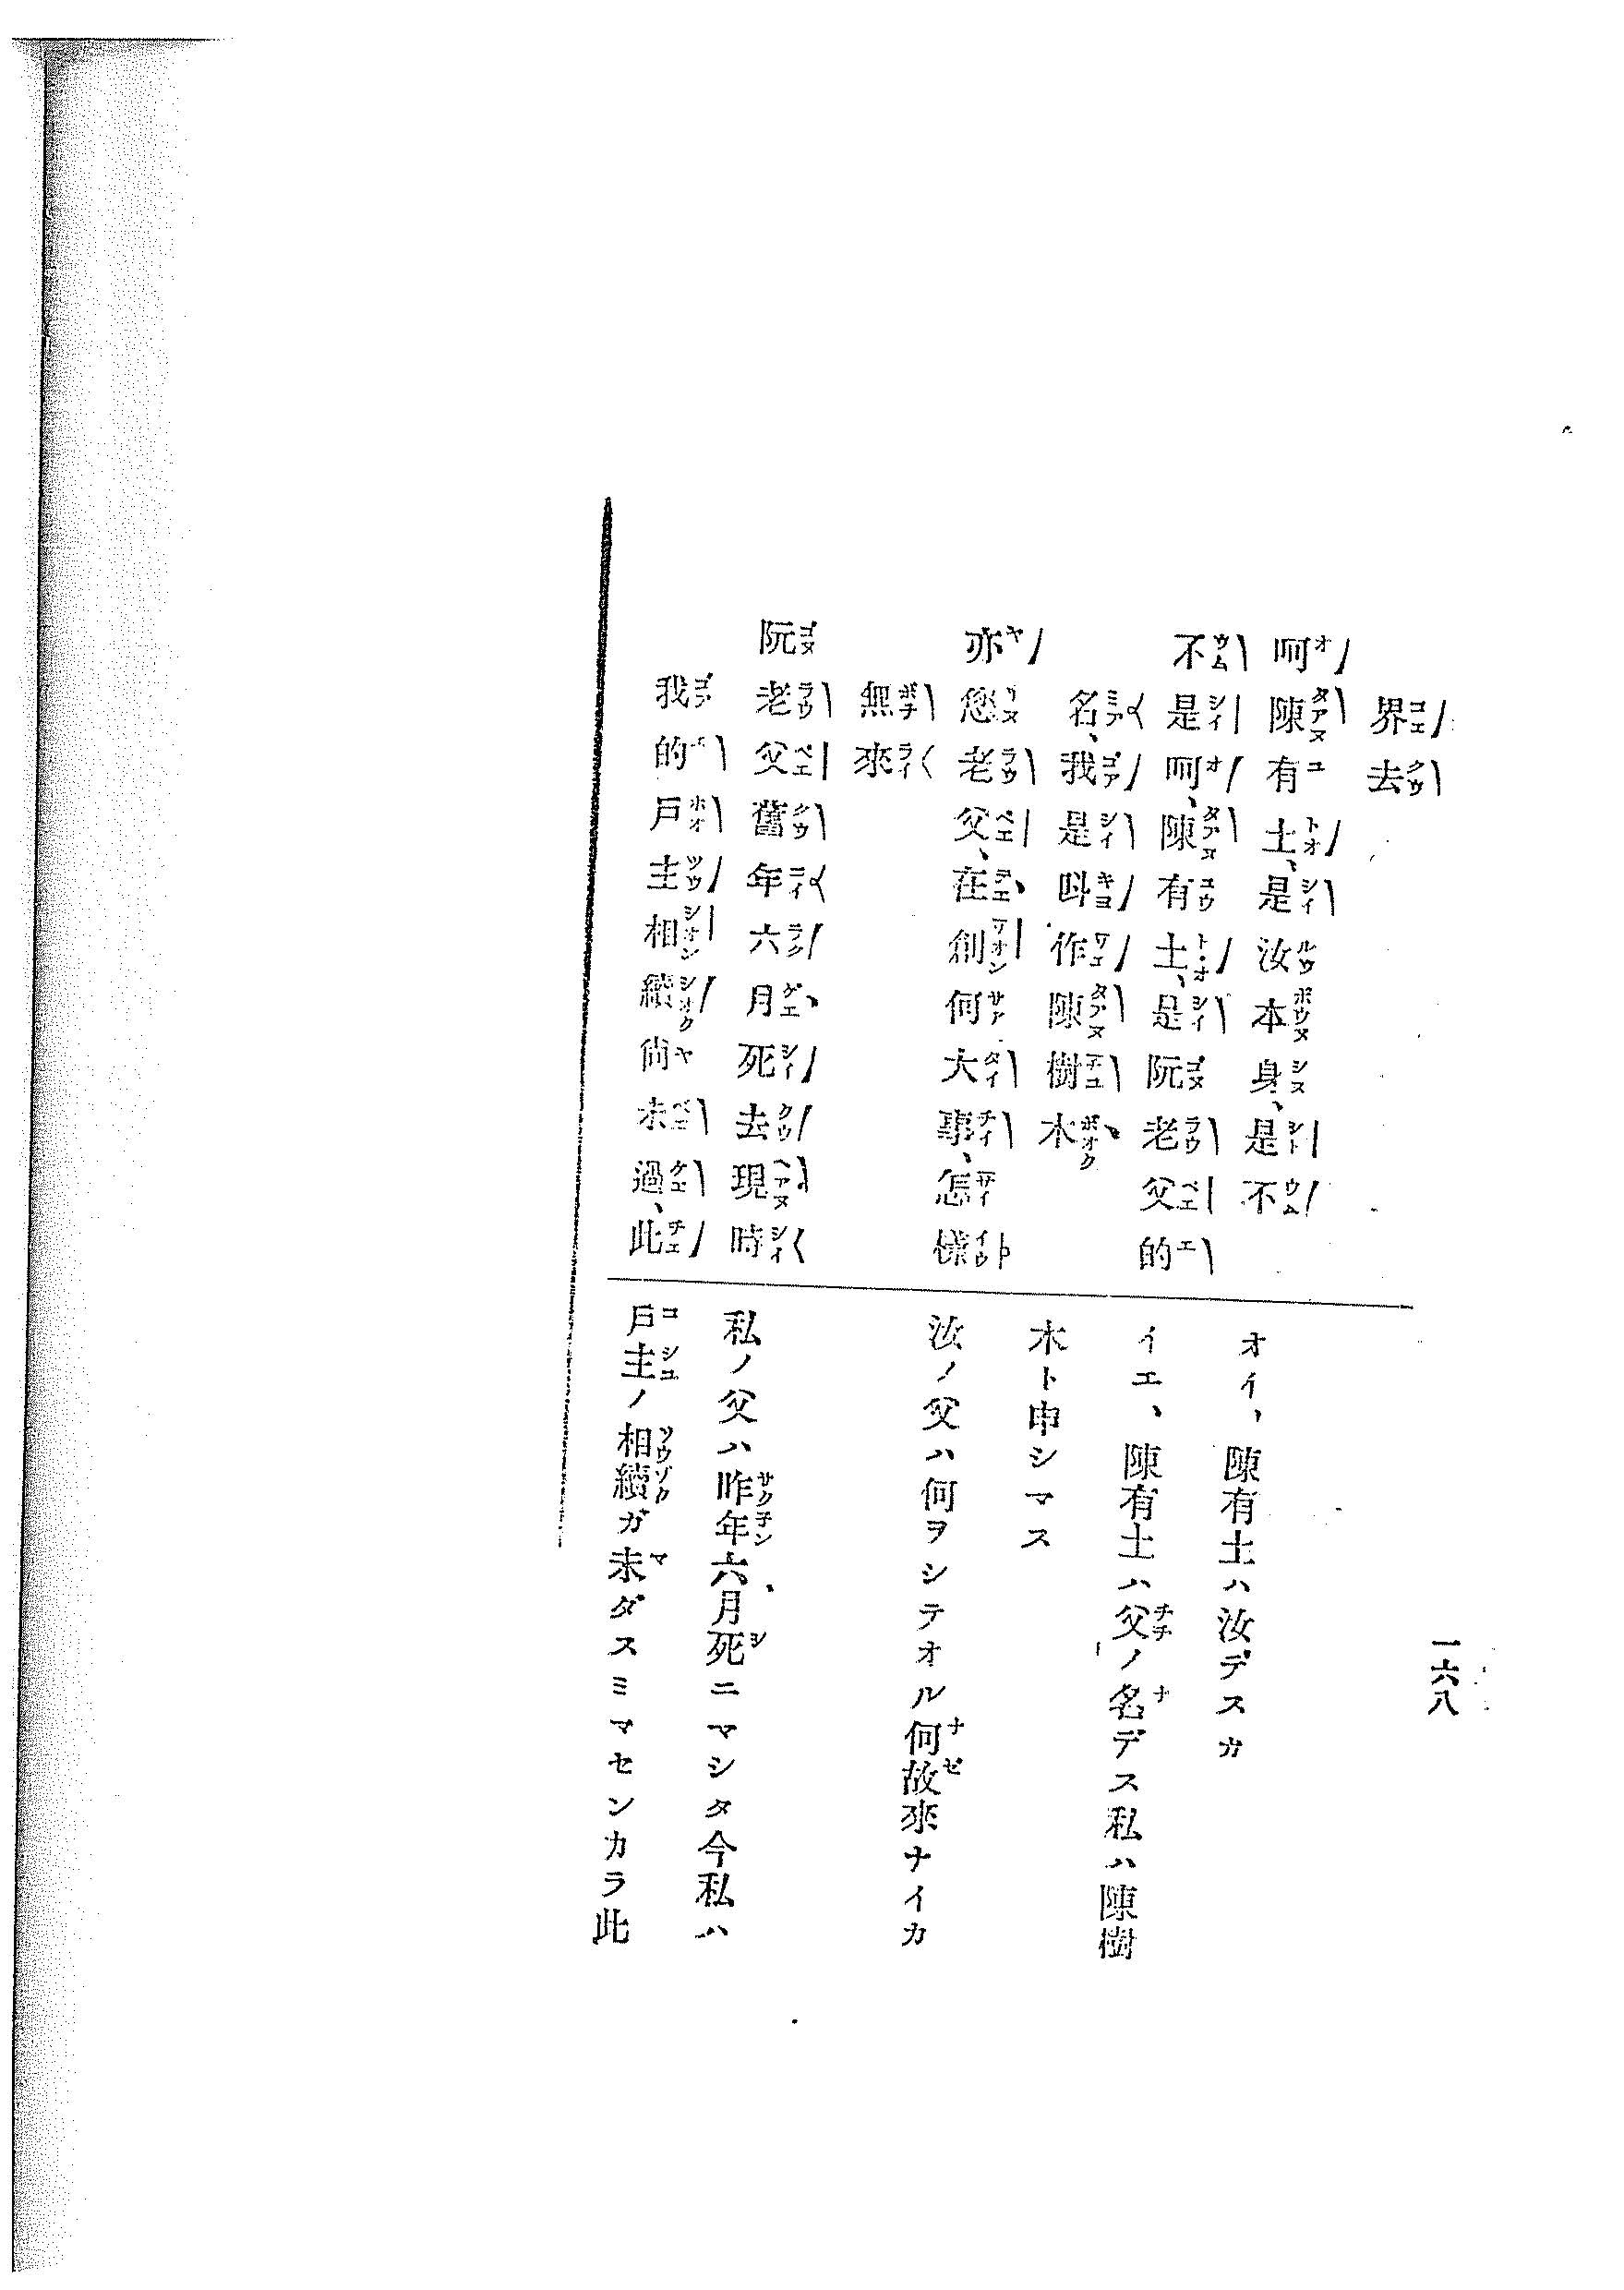 一六八
界去
呵陳有土、是汝本身、是不
不是呵、陳有土、是阮老父的
名、我是叫作陳樹木
亦您老父、在創何大事、怎樣
無來
阮老父舊年六月死去現時
我的戶主相續尙未過、此
オイ、陳有土ハ汝デスカ
イエ、陳有土ハ父ノ名デス私ハ陳樹
木ト申シマス
汝ノ父ハ何ヲシテオル何故來ナイカ
私ノ父ハ昨年六月死ニマシタ今私ハ
戶主ノ相續ガ未ダスミマセンカラ此